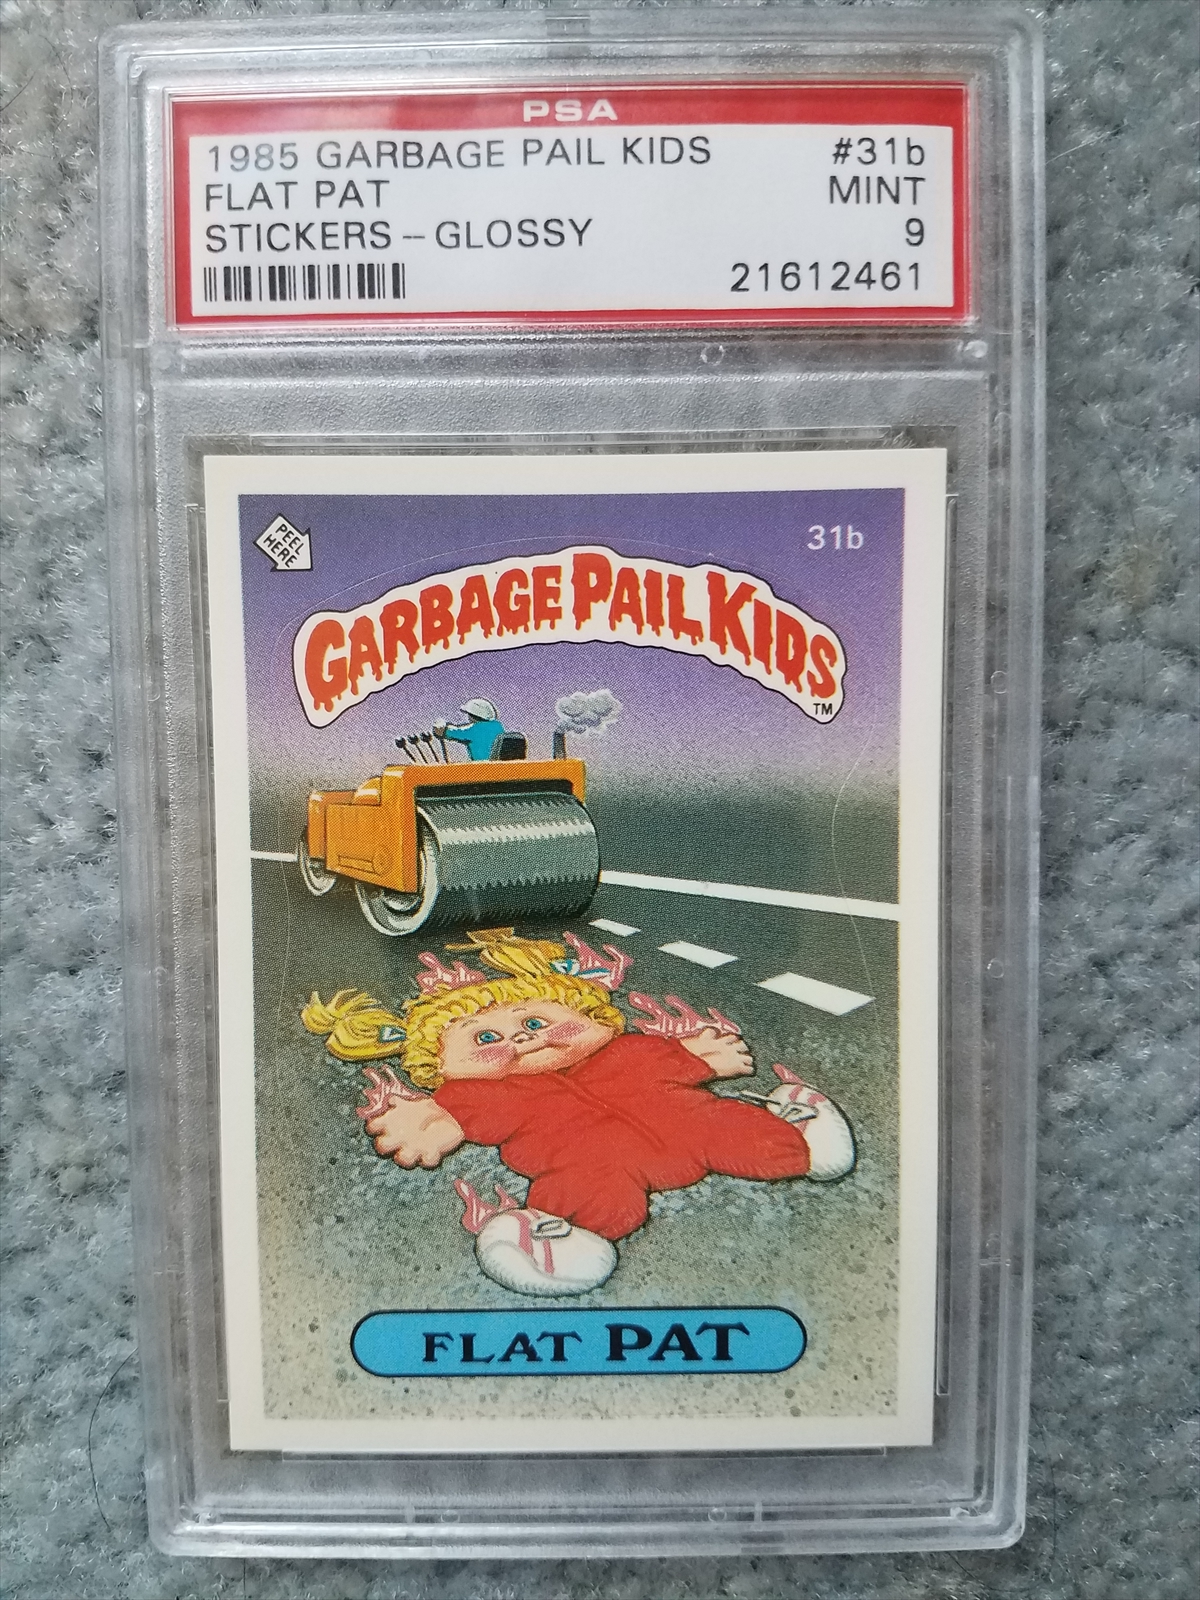 PSA
1985 GARBAGE PAIL KIDS #31b
FLAT PAT MINT
STICKERS -- GLOSSY 9
21612461
PEEL
HERE
31b
GARBAGE PAIL KIDS
TM
FLAT PAT